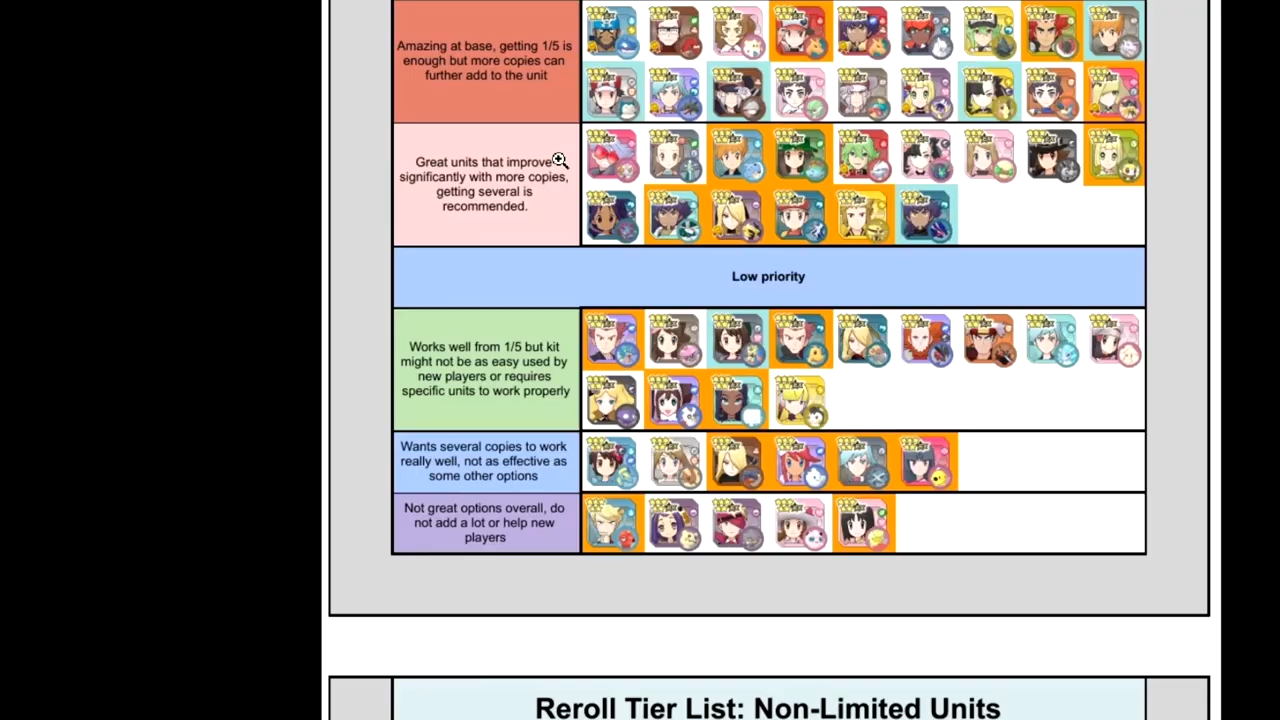 Amazing at base, getting 1/5 is
enough but more copies can
further add to the unit
Great units that improve
significantly with more copies,
getting several is
recommended.
Low priority
Works well from 1/5 but kit
might not be as easy used by
new players or requires
specific units to work properly
Wants several copies to work
really well, not as effective as
some other options
Not great options overall, do
not add a lot or help new
players
Reroll Tier List: Non-Limited Units